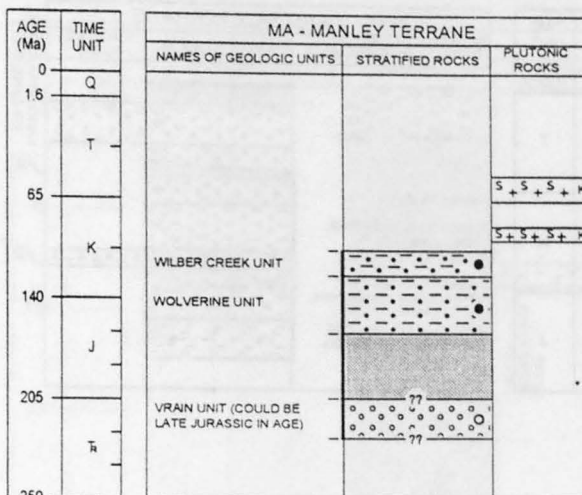 MA - MANLEY TERRANE
AGE
(Ma)
TIME
UNIT
NAMES OF GEOLOGIC UNITS
STRATIFIED ROCKS
PLUTONIC
ROCKS
0
Q
1.6
T
65
S + S + S + K
K
S + S + S + K
WILBER CREEK UNIT
140
WOLVERINE UNIT
J
205
VRAIN UNIT (COULD BE
LATE JURASSIC IN AGE)
??
??
250